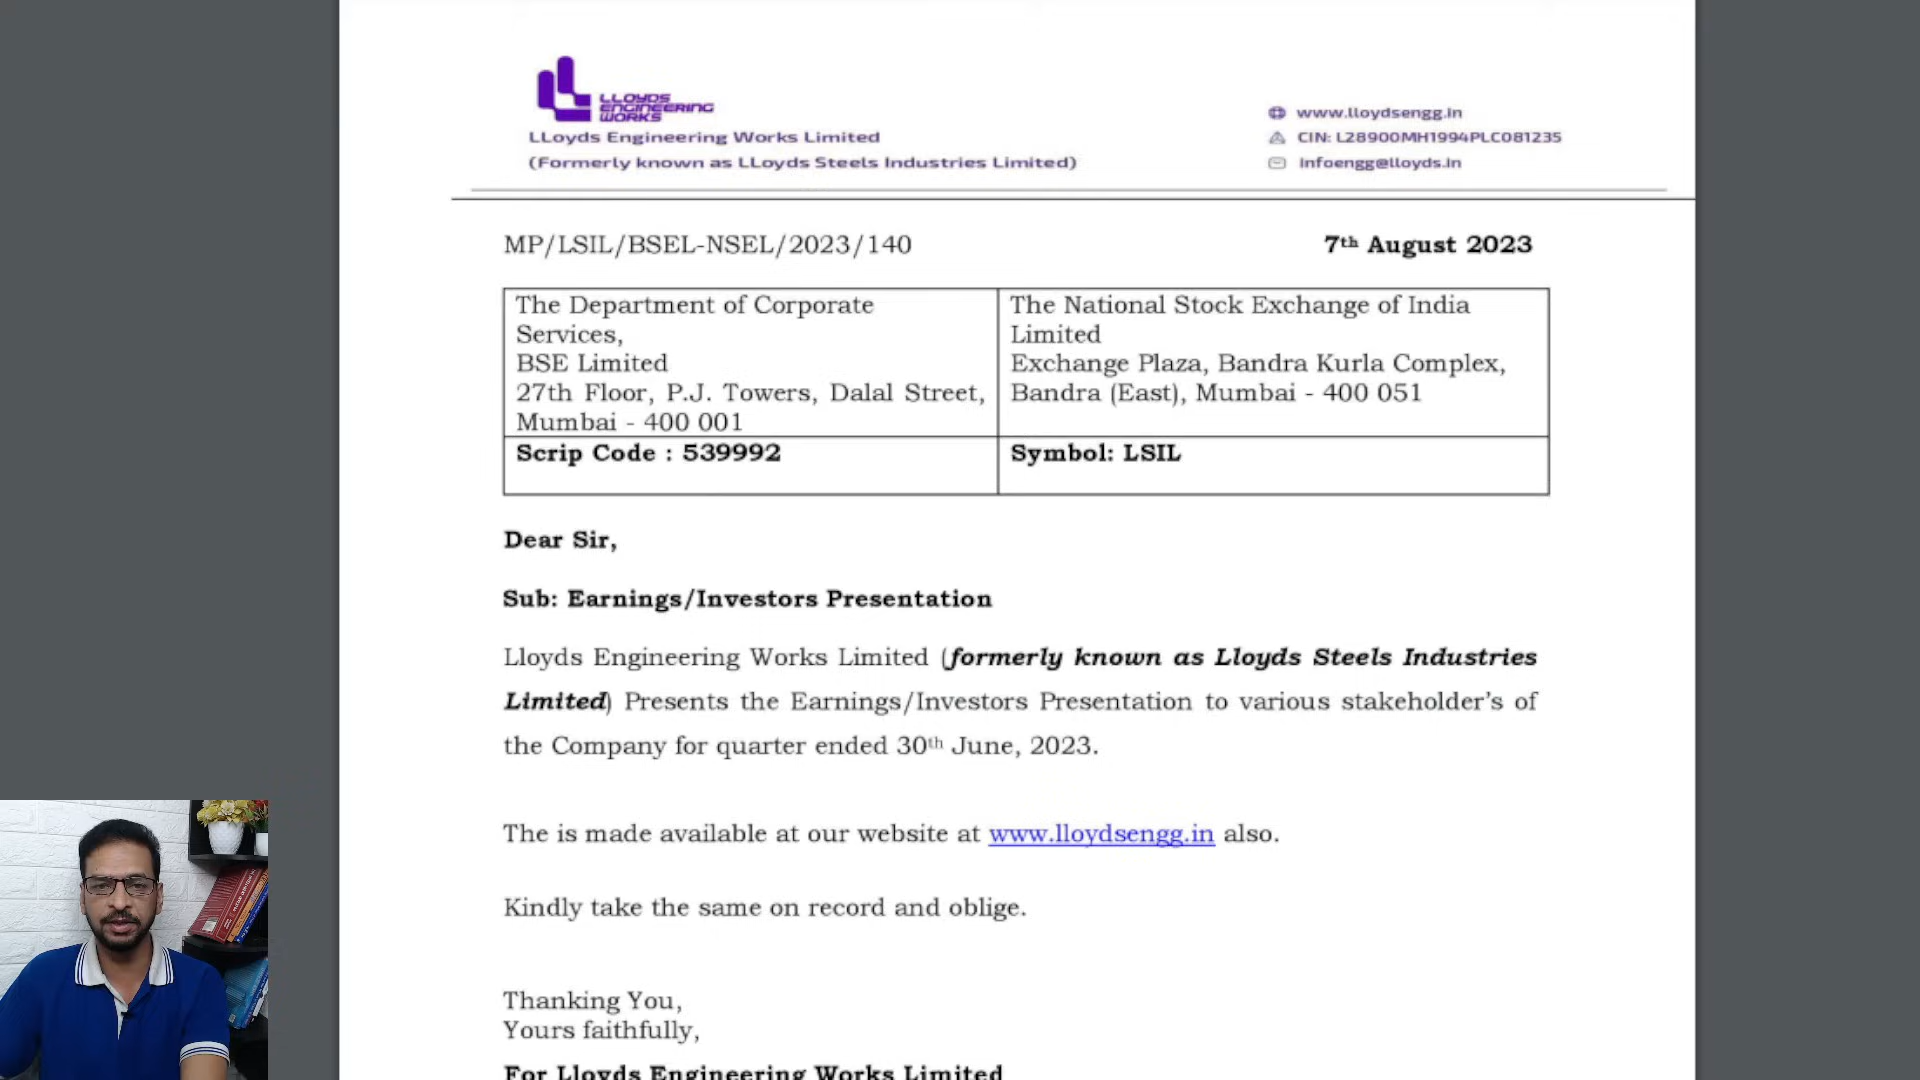 LLOYDS
ENGINEERING
WORKS
LLoyds Engineering Works Limited
(Formerly known as LLoyds Steels Industries Limited)
www.lloydsengg.in
CIN: L28900MH1994PLC081235
infoengg@lloyds.in
MP/LSIL/BSEL-NSEL/2023/140
7th August 2023
The Department of Corporate
Services,
BSE Limited
27th Floor, P.J. Towers, Dalal Street,
Mumbai - 400 001
The National Stock Exchange of India
Limited
Exchange Plaza, Bandra Kurla Complex,
Bandra (East), Mumbai - 400 051
Scrip Code : 539992
Symbol: LSIL
Dear Sir,
Sub: Earnings/Investors Presentation
Lloyds Engineering Works Limited (formerly known as Lloyds Steels Industries
Limited) Presents the Earnings/Investors Presentation to various stakeholder's of
the Company for quarter ended 30th June, 2023.
The is made available at our website at www.lloydsengg.in also.
Kindly take the same on record and oblige.
Thanking You,
Yours faithfully,
For Lloyds Engineering Works Limited